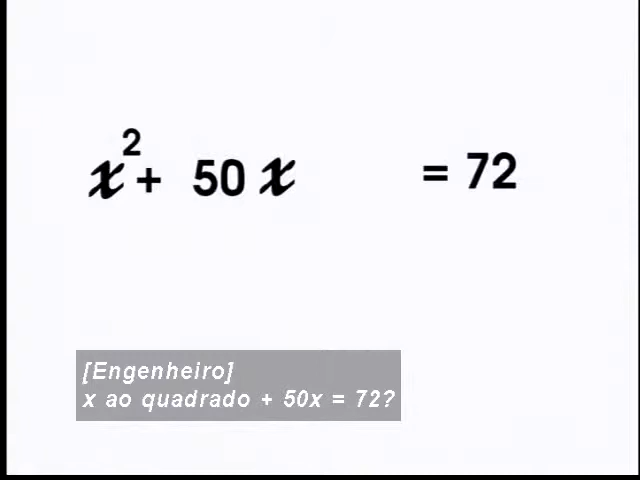 x² + 50 x = 72
[Engenheiro]
x ao quadrado + 50x = 72?